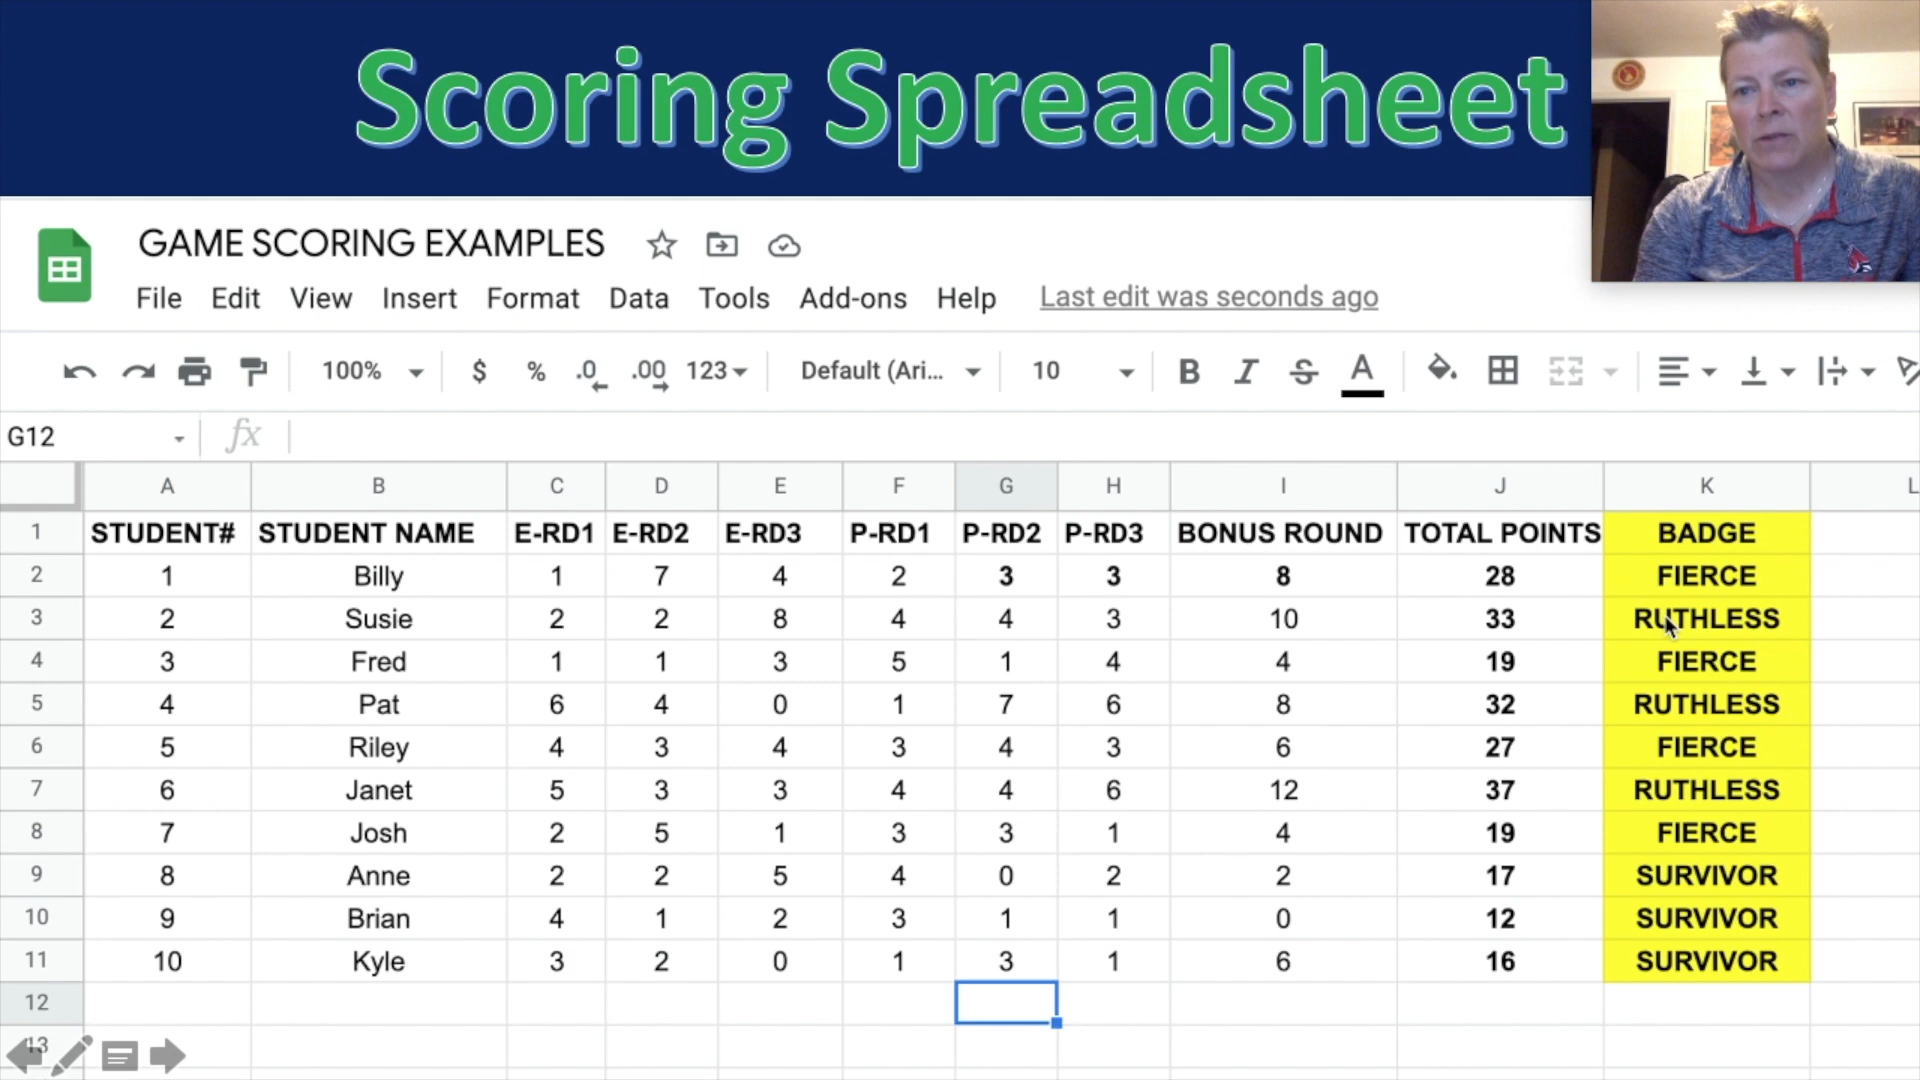 Scoring Spreadsheet
GAME SCORING EXAMPLES
File Edit View Insert Format Data Tools Add-ons Help Last edit was seconds ago
100% $ % .0 .00 123 Default (Ari... 10 B I S A
G12 fx
A B C D E F G H I J K L
1 STUDENT# STUDENT NAME E-RD1 E-RD2 E-RD3 P-RD1 P-RD2 P-RD3 BONUS ROUND TOTAL POINTS BADGE
2 1 Billy 1 7 4 2 3 3 8 28 FIERCE
3 2 Susie 2 2 8 4 4 3 10 33 RUTHLESS
4 3 Fred 1 1 3 5 1 4 4 19 FIERCE
5 4 Pat 6 4 0 1 7 6 8 32 RUTHLESS
6 5 Riley 4 3 4 3 4 3 6 27 FIERCE
7 6 Janet 5 3 3 4 4 6 12 37 RUTHLESS
8 7 Josh 2 5 1 3 3 1 4 19 FIERCE
9 8 Anne 2 2 5 4 0 2 2 17 SURVIVOR
10 9 Brian 4 1 2 3 1 1 0 12 SURVIVOR
11 10 Kyle 3 2 0 1 3 1 6 16 SURVIVOR
12
13